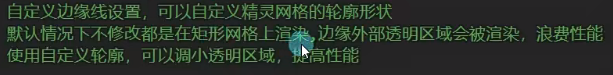 自定义边缘线设置，可以自定义精灵网格的轮廓形状
默认情况下不修改都是在矩形网格上渲染,边缘外部透明区域会被渲染，浪费性能
使用自定义轮廓，可以调小透明区域，提高性能